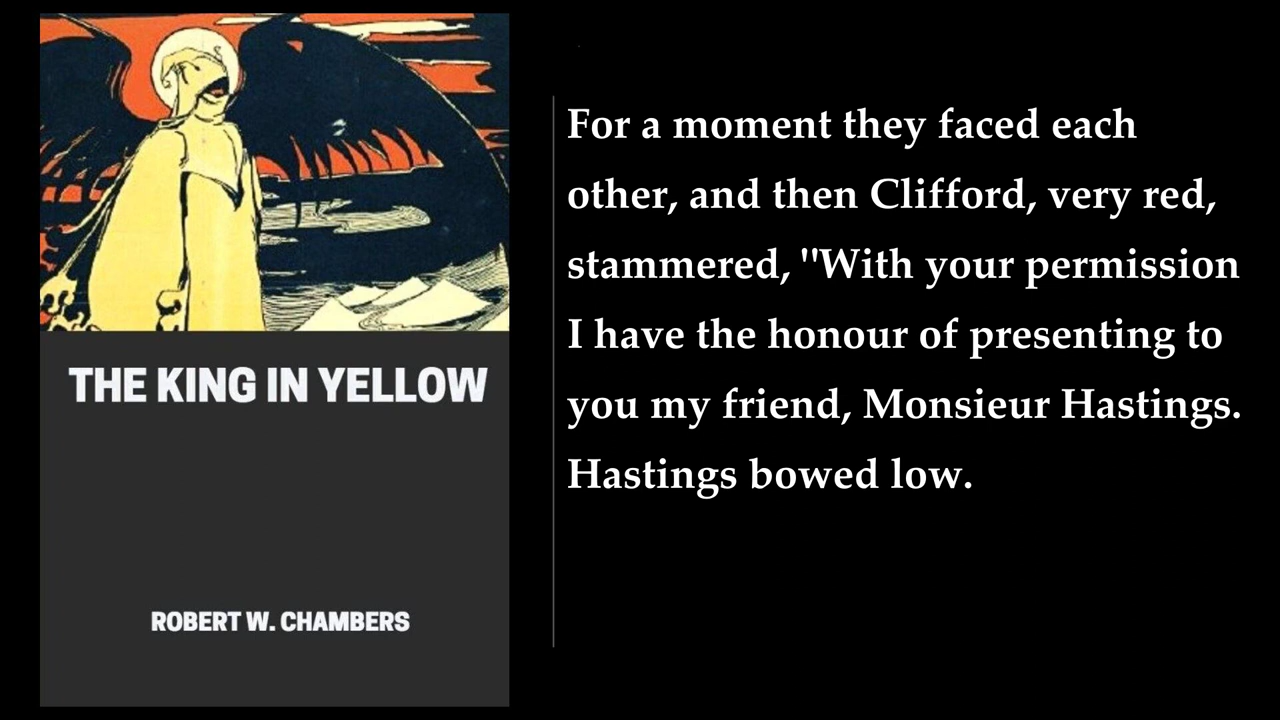 THE KING IN YELLOW
ROBERT W. CHAMBERS
For a moment they faced each
other, and then Clifford, very red,
stammered, "With your permission
I have the honour of presenting to
you my friend, Monsieur Hastings.
Hastings bowed low.